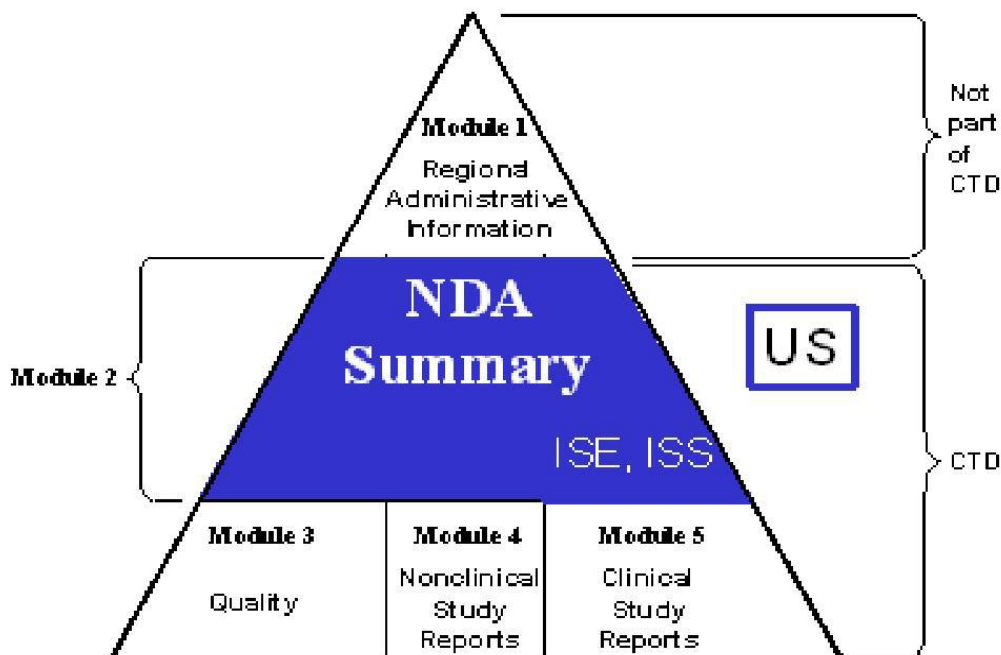 Module 1
Regional
Administrative
Information
Not
part
of
CTD
NDA
Summary
US
Module 2
ISE, ISS
CTD
Module 3
Quality
Module 4
Nonclinical
Study
Reports
Module 5
Clinical
Study
Reports